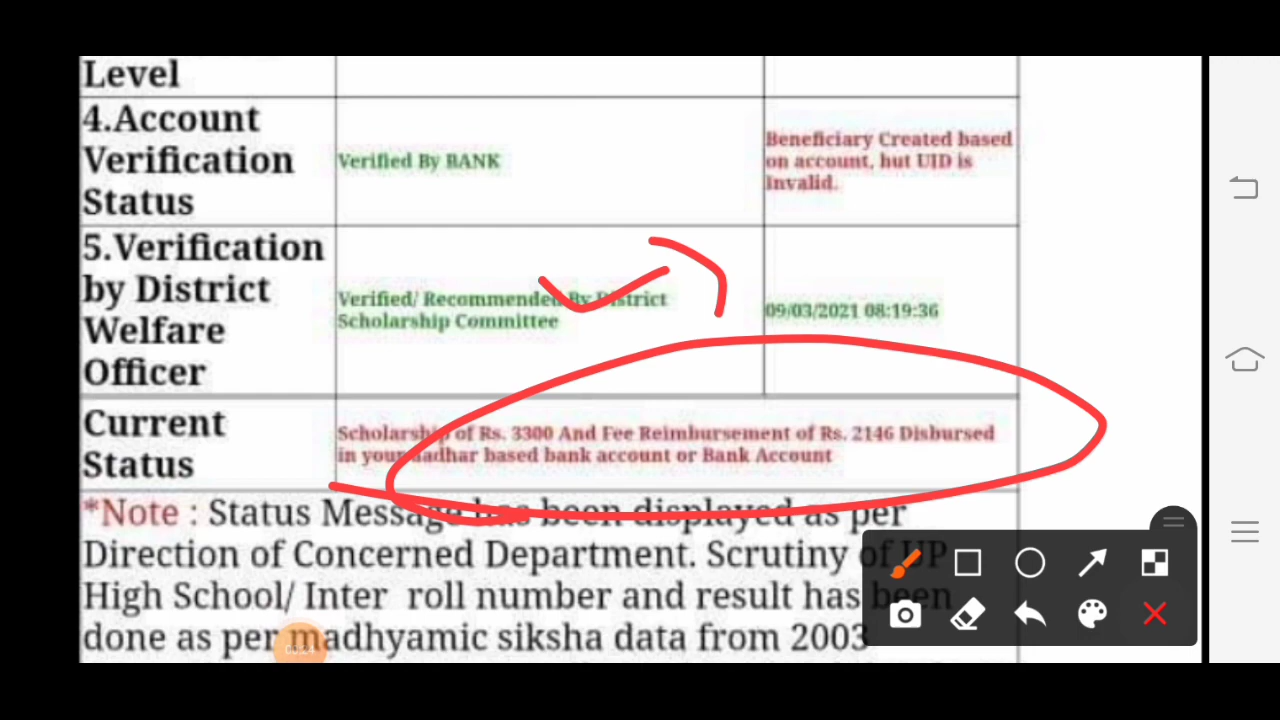 Level
4.Account
Verification
Status
Verified By BANK
Beneficiary Created based
on account, but UID is
Invalid.
5.Verification
by District
Welfare
Officer
Verified/ Recommended By District
Scholarship Committee
09/03/2021 08:19:36
Current
Status
Scholarship of Rs. 3300 And Fee Reimbursement of Rs. 2146 Disbursed
in your aadhar based bank account or Bank Account
*Note : Status Message has been displayed as per
Direction of Concerned Department. Scrutiny of UP
High School/ Inter roll number and result has been
done as per madhyamic siksha data from 2003
00:24